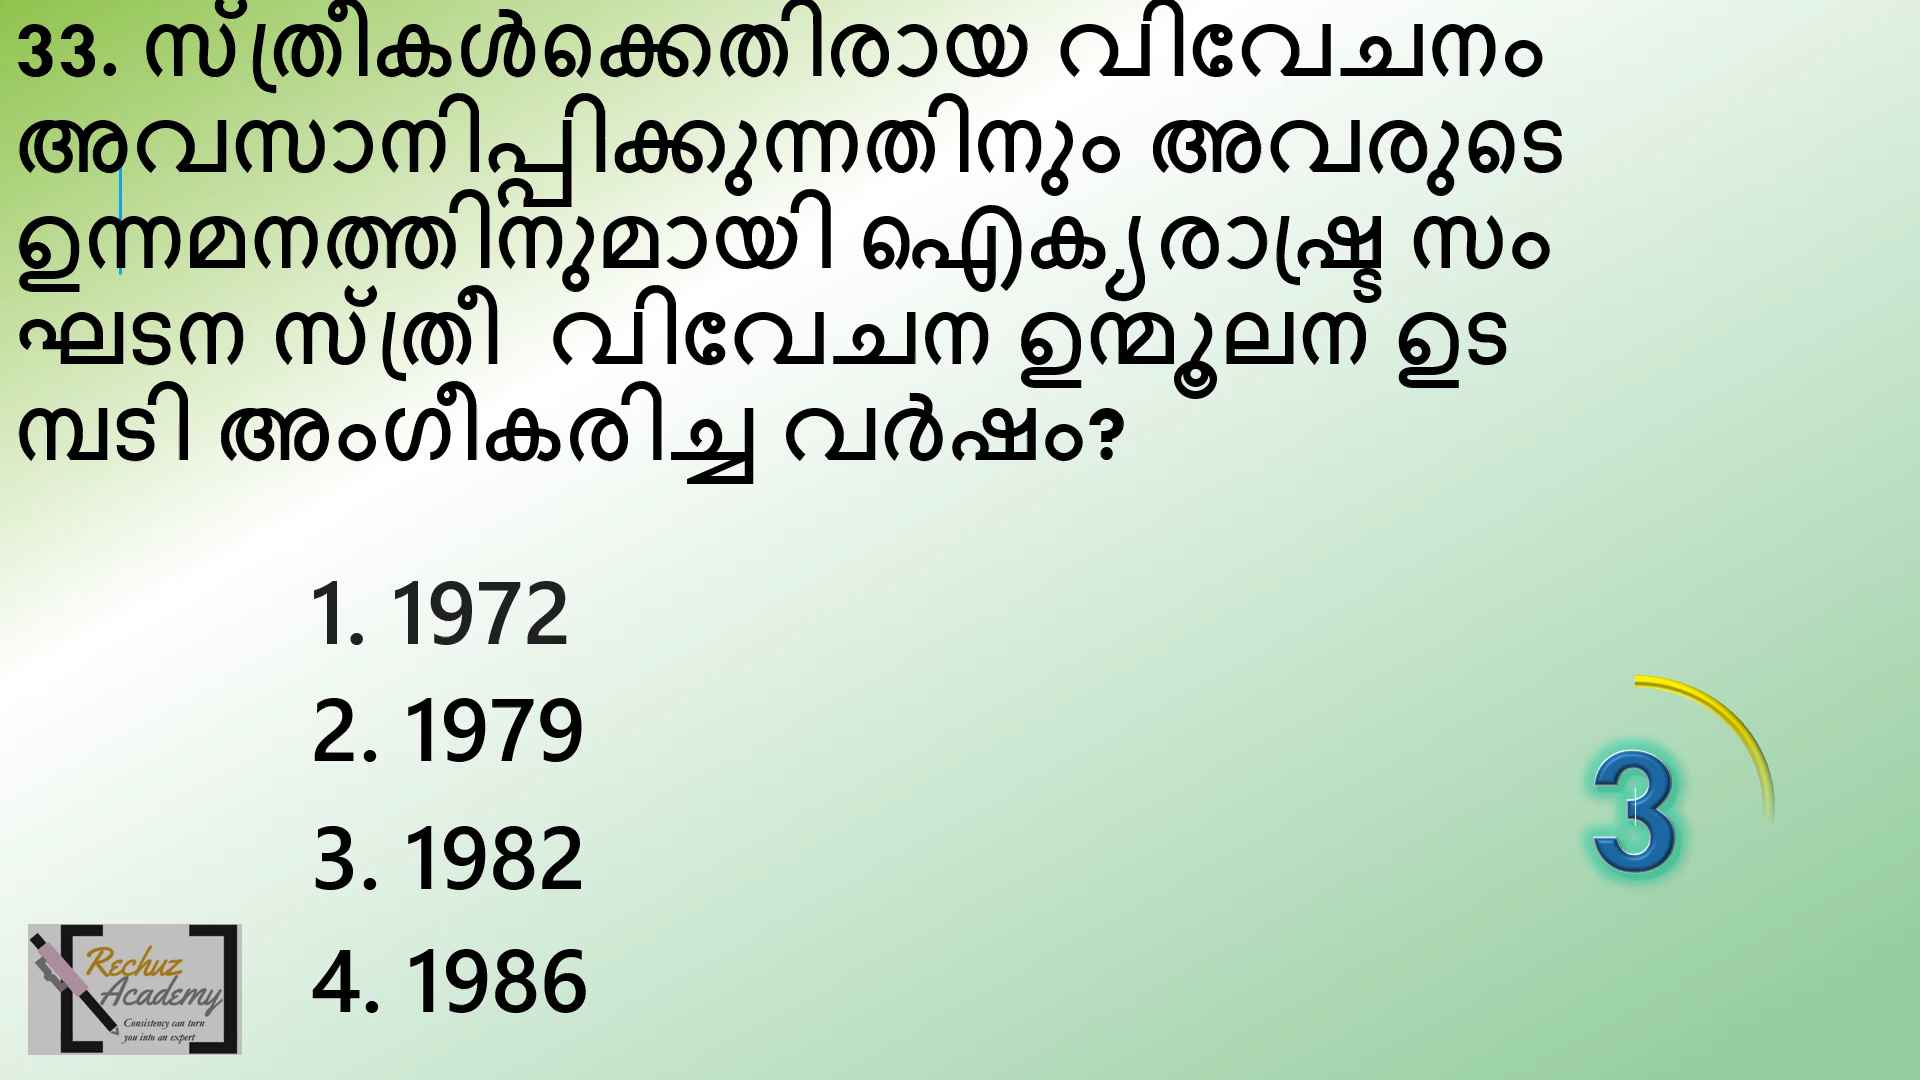 33. സ്ത്രീകൾക്കെതിരായ വിവേചനം
അവസാനിപ്പിക്കുന്നതിനും അവരുടെ
ഉന്നമനത്തിനുമായി ഐക്യരാഷ്ട്ര സം
ഘടന സ്ത്രീ വിവേചന ഉന്മൂലന ഉട
മ്പടി അംഗീകരിച്ച വർഷം?
1. 1972
2. 1979
3. 1982
4. 1986
3
Rechuz
Academy
Consistency can turn
you into an expert